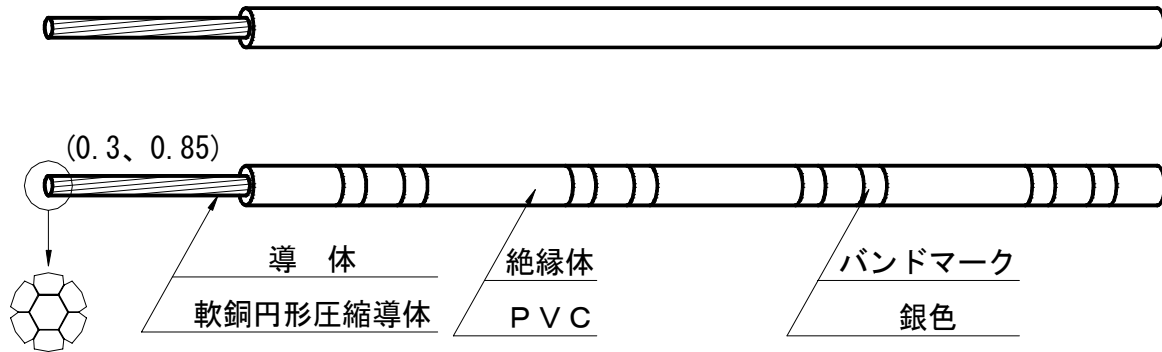 (0.3、0.85)
導　体
軟銅円形圧縮導体
絶縁体
ＰＶＣ
バンドマーク
銀色